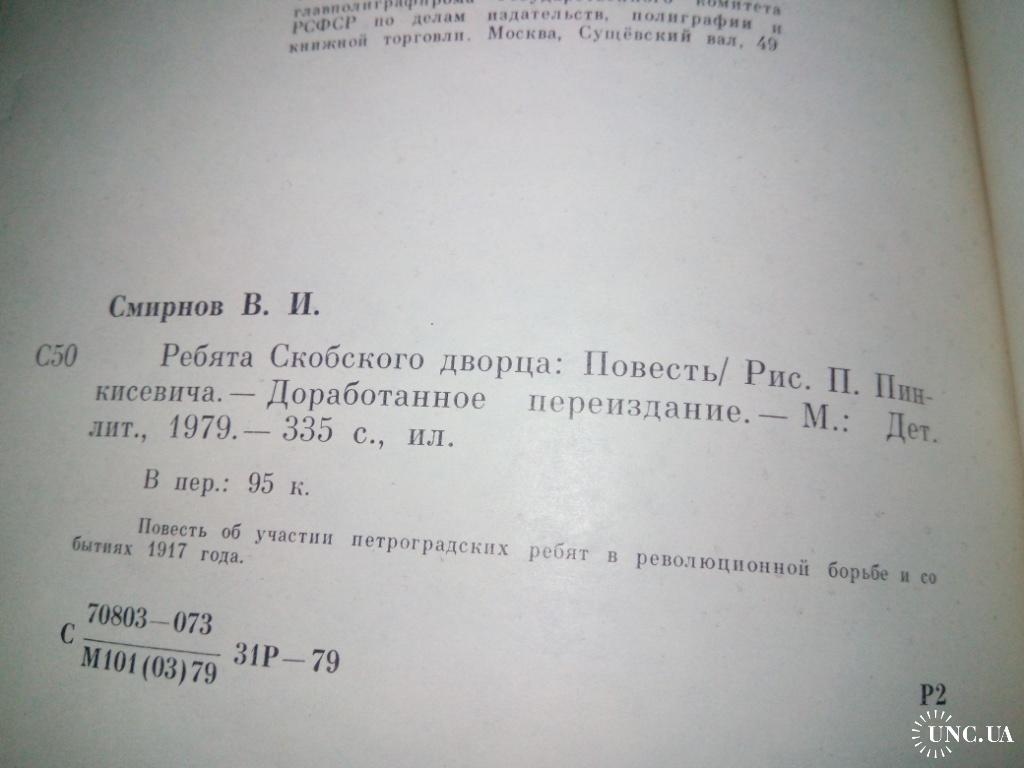 главполиграфпрома Государственного комитета
РСФСР по делам издательств, полиграфии и
книжной торговли. Москва, Сущёвский вал, 49
Смирнов В. И.
С50 Ребята Скобского дворца: Повесть/ Рис. П. Пин-
кисевича. — Доработанное переиздание. — М.: Дет.
лит., 1979. — 335 с., ил.
В пер.: 95 к.
Повесть об участии петроградских ребят в революционной борьбе и со
бытиях 1917 года.
С 70803—073
М101(03)79 31Р—79
Р2
UNC.UA